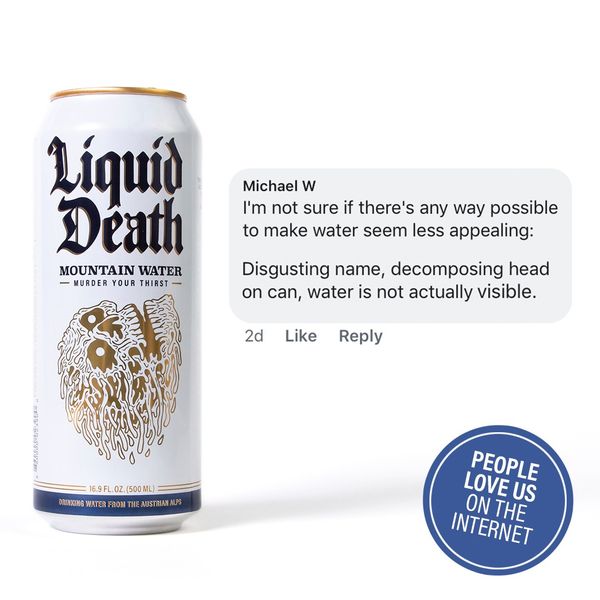 Liquid
Death
MOUNTAIN WATER
MURDER YOUR THIRST
16.9 FL. OZ. (500 ML)
DRINKING WATER FROM THE AUSTRIAN ALPS
Michael W
I'm not sure if there's any way possible
to make water seem less appealing:
Disgusting name, decomposing head
on can, water is not actually visible.
2d Like Reply
PEOPLE
LOVE US
ON THE
INTERNET